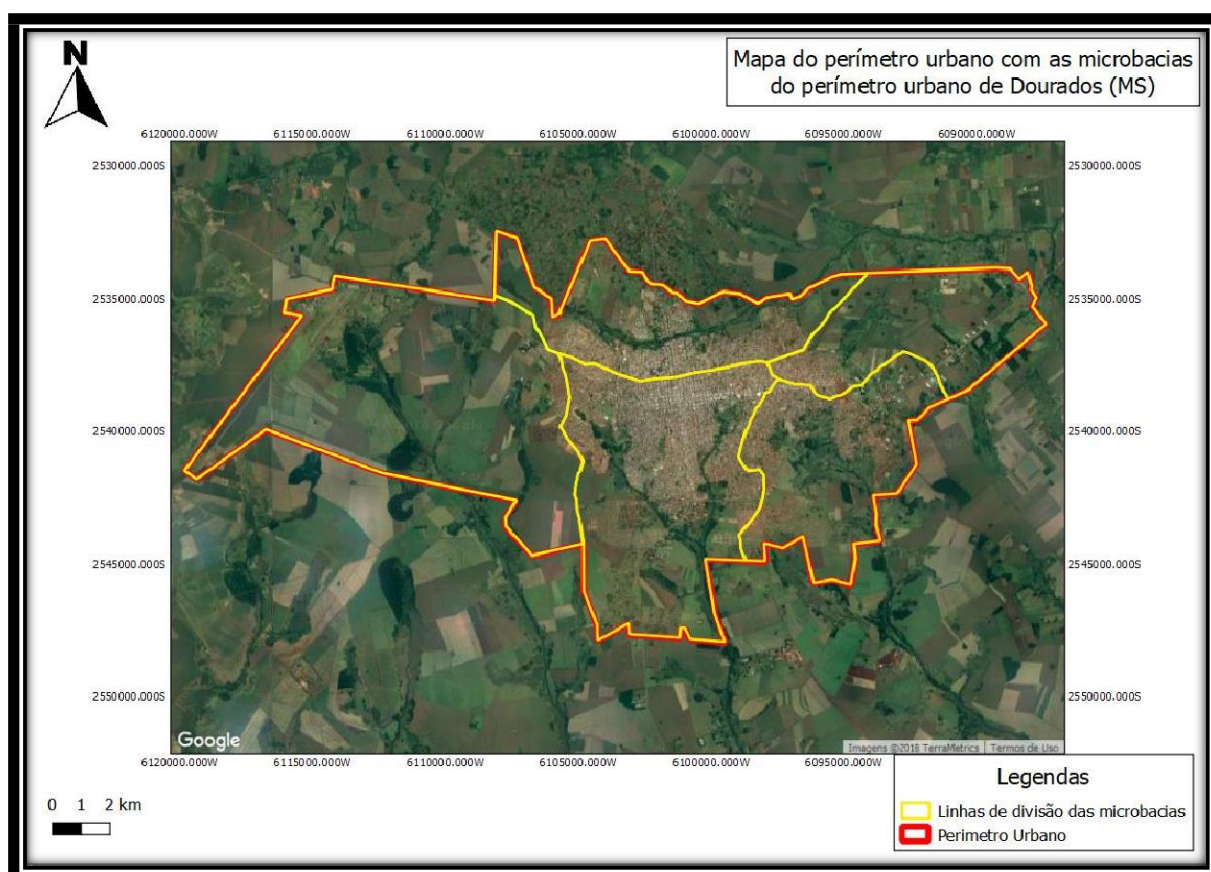 N
Mapa do perímetro urbano com as microbacias
do perímetro urbano de Dourados (MS)
6120000.000W 6115000.000W 6110000.000W 6105000.000W 6100000.000W 6095000.000W 6090000.000W
2530000.000S 2530000.000S
2535000.000S 2535000.000S
2540000.000S 2540000.000S
2545000.000S 2545000.000S
2550000.000S 2550000.000S
Google
Imagens ©2018 TerraMetrics Termos de Uso
6120000.000W 6115000.000W 6110000.000W 6105000.000W 6100000.000W 6095000.000W
Legendas
0 1 2 km
Linhas de divisão das microbacias
Perimetro Urbano